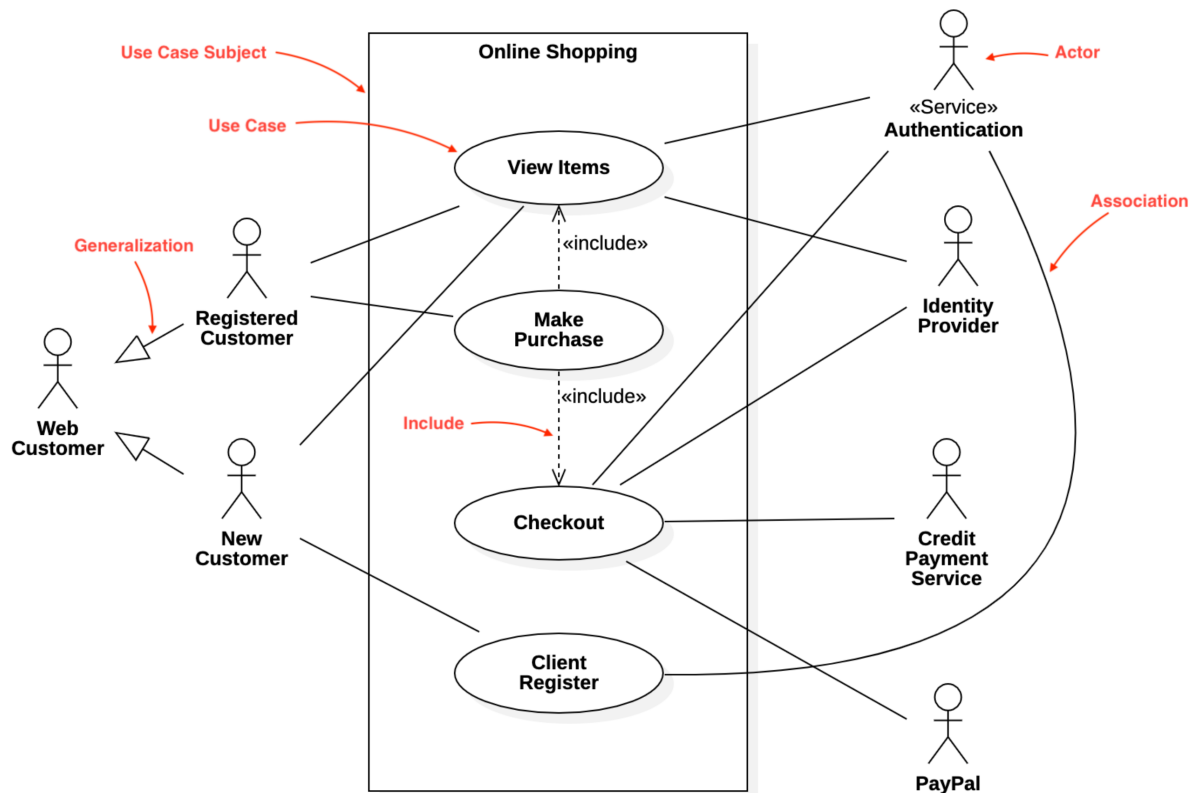 Use Case Subject
Online Shopping
Actor
«Service»
Authentication
Use Case
View Items
Association
Generalization
«include»
Registered
Customer
Make
Purchase
Identity
Provider
«include»
Web
Customer
Include
New
Customer
Checkout
Credit
Payment
Service
Client
Register
PayPal